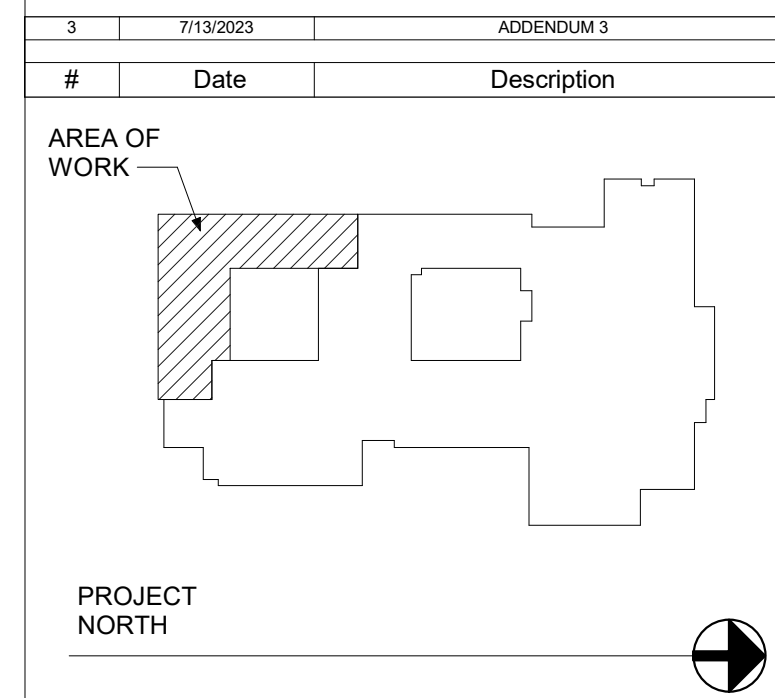 3 7/13/2023 ADDENDUM 3
# Date Description
AREA OF
WORK
PROJECT
NORTH